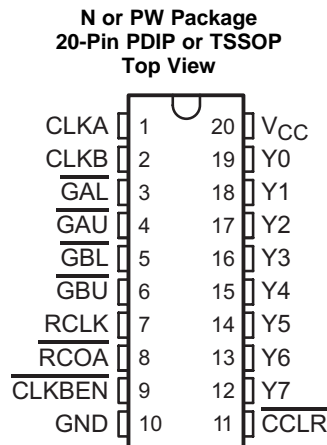 N or PW Package
20-Pin PDIP or TSSOP
Top View
CLKA 1 20 VCC
CLKB 2 19 Y0
GAL 3 18 Y1
GAU 4 17 Y2
GBL 5 16 Y3
GBU 6 15 Y4
RCLK 7 14 Y5
RCOA 8 13 Y6
CLKBEN 9 12 Y7
GND 10 11 CCLR